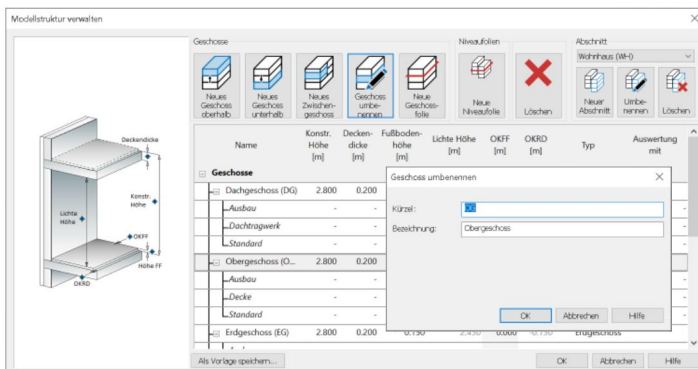 Modellstruktur verwalten
Geschosse
Niveaufolien
Abschnitt
Wohnhaus (WH)
Neues Geschoss oberhalb
Neues Geschoss unterhalb
Neues Zwischen-geschoss
Geschoss umbe-nennen
Neue Geschoss-folie
Neue Niveaufolie
Löschen
Neuer Abschnitt
Umbe-nennen
Löschen
Name
Konstr. Höhe [m]
Decken-dicke [m]
Fußboden-höhe [m]
Lichte Höhe [m]
OKFF [m]
OKRD [m]
Typ
Auswertung mit
Geschosse
Dachgeschoss (DG) 2.800 0.200
Ausbau - -
Dachtragwerk - -
Standard - -
Obergeschoss (O... 2.800 0.200
Ausbau - -
Decke - -
Standard - -
Erdgeschoss (EG) 2.800 0.200 0.150 2.450 0.000 -0.150 Erdgeschoss
Geschoss umbenennen
Kürzel:
OG
Bezeichnung:
Obergeschoss
OK
Abbrechen
Hilfe
Deckendicke
Konstr. Höhe
Lichte Höhe
OKFF
Höhe FF
OKRD
Als Vorlage speichern...
OK
Abbrechen
Hilfe